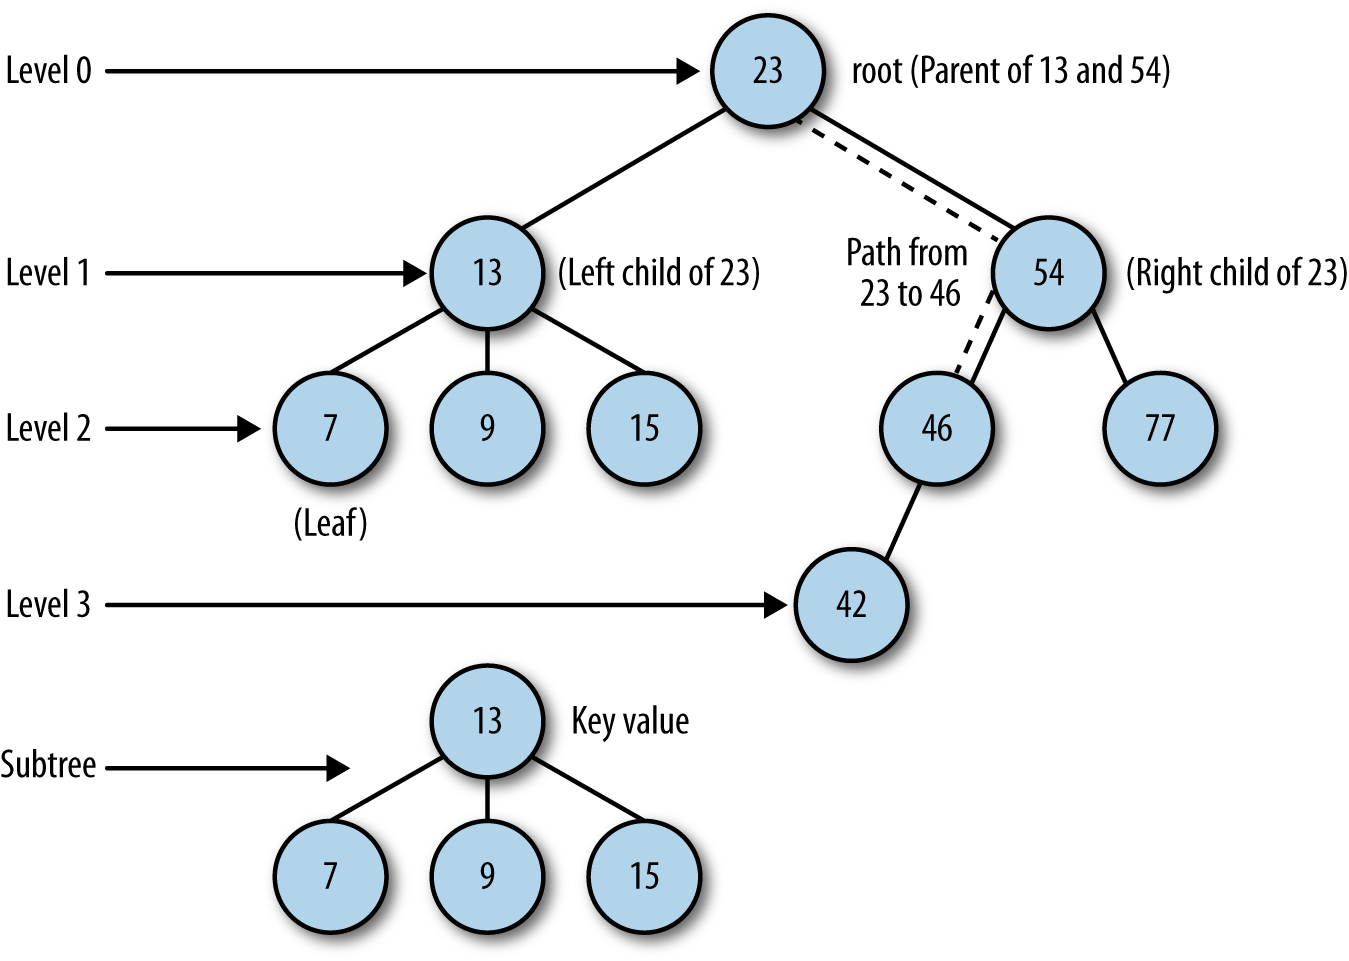 Level 0
23
root (Parent of 13 and 54)
Level 1
13
(Left child of 23)
Path from
23 to 46
54
(Right child of 23)
Level 2
7
9
15
46
77
(Leaf)
Level 3
42
13
Key value
Subtree
7
9
15